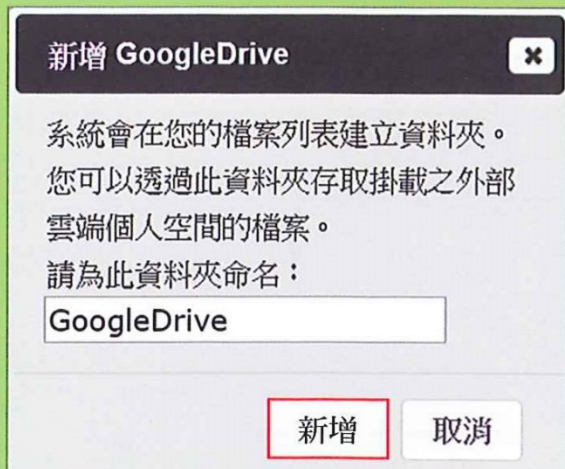 新增 GoogleDrive
系統會在您的檔案列表建立資料夾。
您可以透過此資料夾存取掛載之外部
雲端個人空間的檔案。
請為此資料夾命名：
GoogleDrive
新增 取消